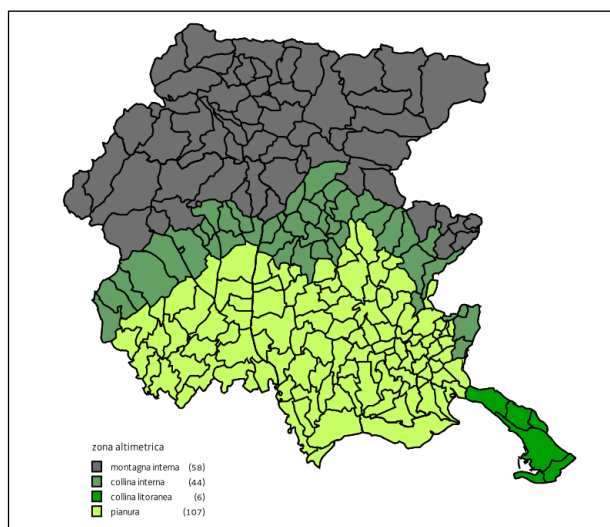 zona altimetrica
montagna interna (58)
collina interna (44)
collina litoranea (6)
pianura (107)